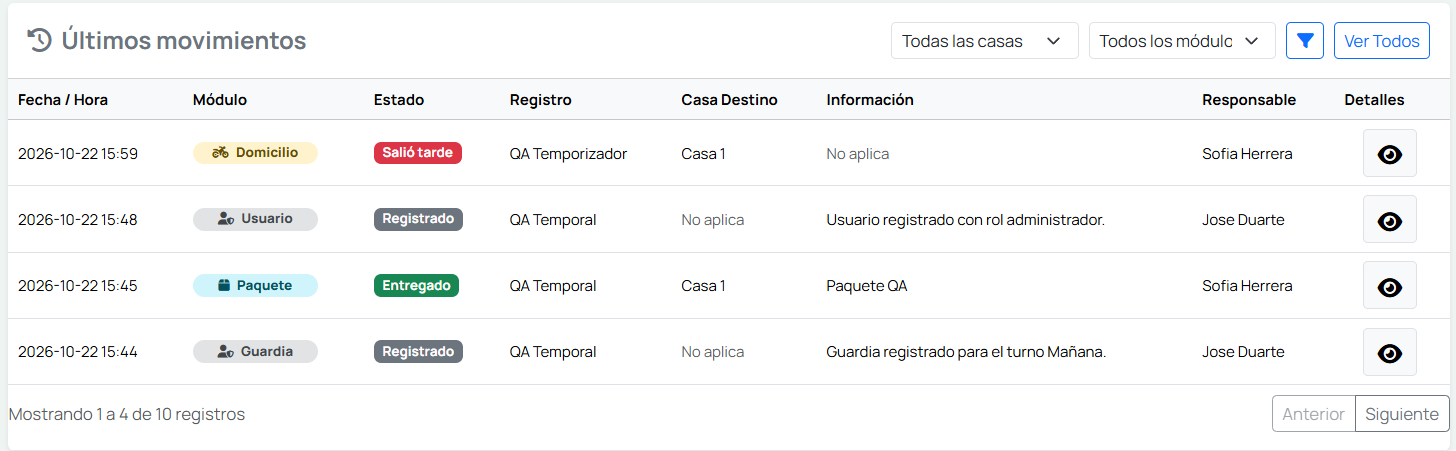 Últimos movimientos Todas las casas Todos los módulo Ver Todos
Fecha / Hora Módulo Estado Registro Casa Destino Información Responsable Detalles
2026-10-22 15:59 Domicilio Salió tarde QA Temporizador Casa 1 No aplica Sofia Herrera
2026-10-22 15:48 Usuario Registrado QA Temporal No aplica Usuario registrado con rol administrador. Jose Duarte
2026-10-22 15:45 Paquete Entregado QA Temporal Casa 1 Paquete QA Sofia Herrera
2026-10-22 15:44 Guardia Registrado QA Temporal No aplica Guardia registrado para el turno Mañana. Jose Duarte
Mostrando 1 a 4 de 10 registros Anterior Siguiente